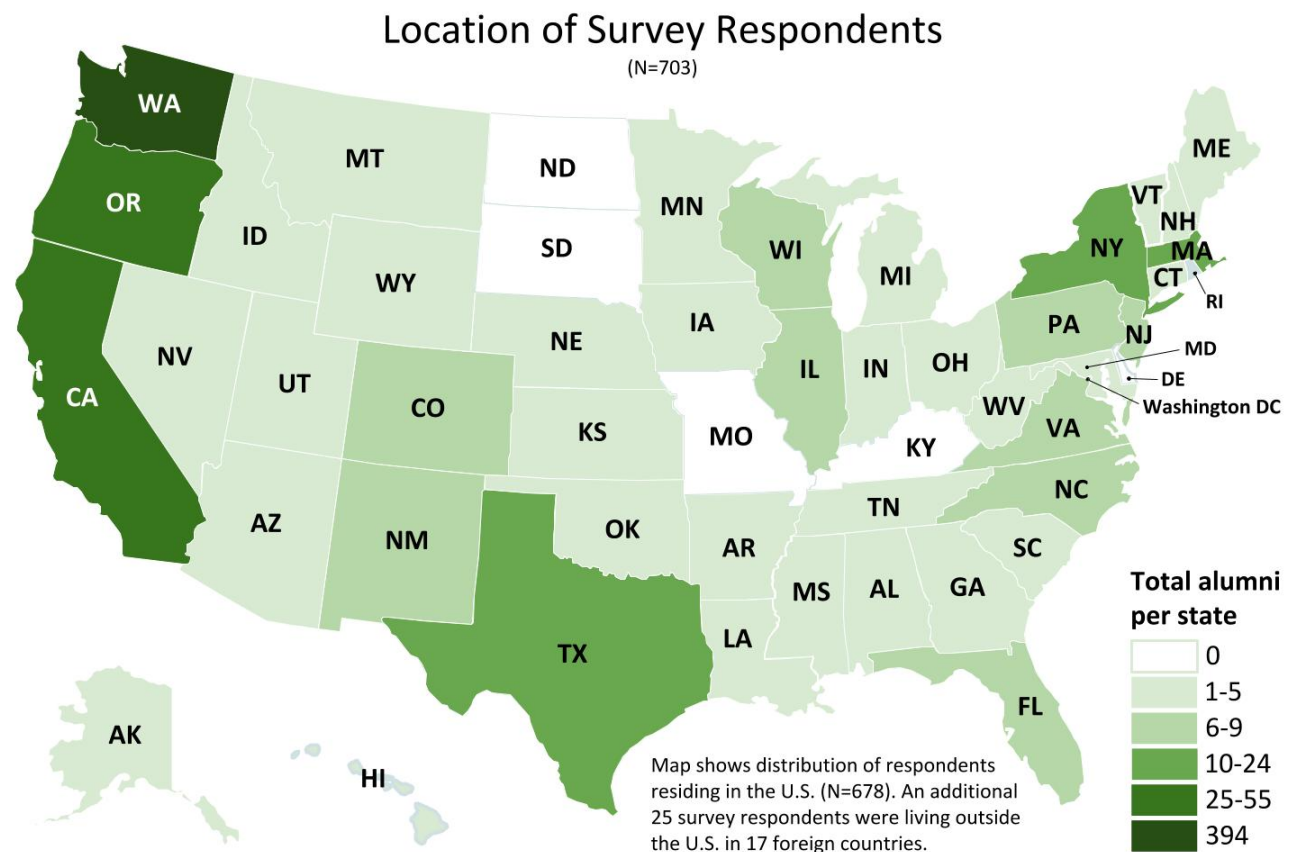 Location of Survey Respondents
(N=703)
WA
MT
ND
ME
OR
MN
VT
ID
SD
WI
NY
NH
MA
WY
MI
CT
RI
IA
PA
NE
NJ
NV
MD
OH
IL
IN
UT
DE
CA
CO
WV
Washington DC
KS
MO
VA
KY
NC
TN
AZ
OK
NM
AR
SC
MS
AL
GA
LA
TX
FL
AK
HI
Total alumni
per state
0
1-5
6-9
10-24
25-55
394
Map shows distribution of respondents
residing in the U.S. (N=678). An additional
25 survey respondents were living outside
the U.S. in 17 foreign countries.